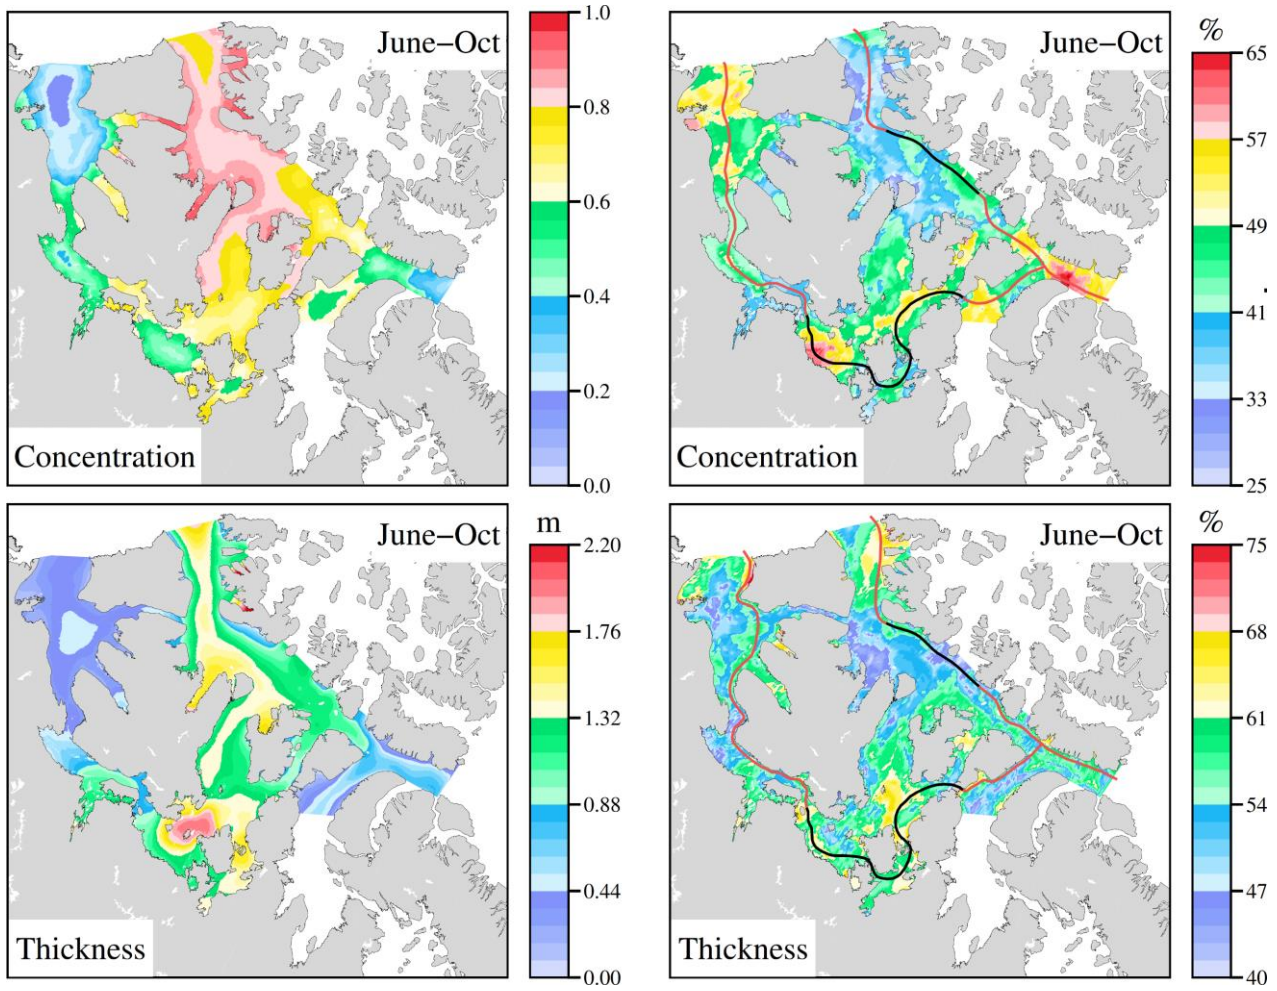 June–Oct
Concentration
1.0
0.8
0.6
0.4
0.2
0.0
June–Oct
Concentration
%
65
57
49
41
33
25
June–Oct
Thickness
m
2.20
1.76
1.32
0.88
0.44
0.00
June–Oct
Thickness
%
75
68
61
54
47
40